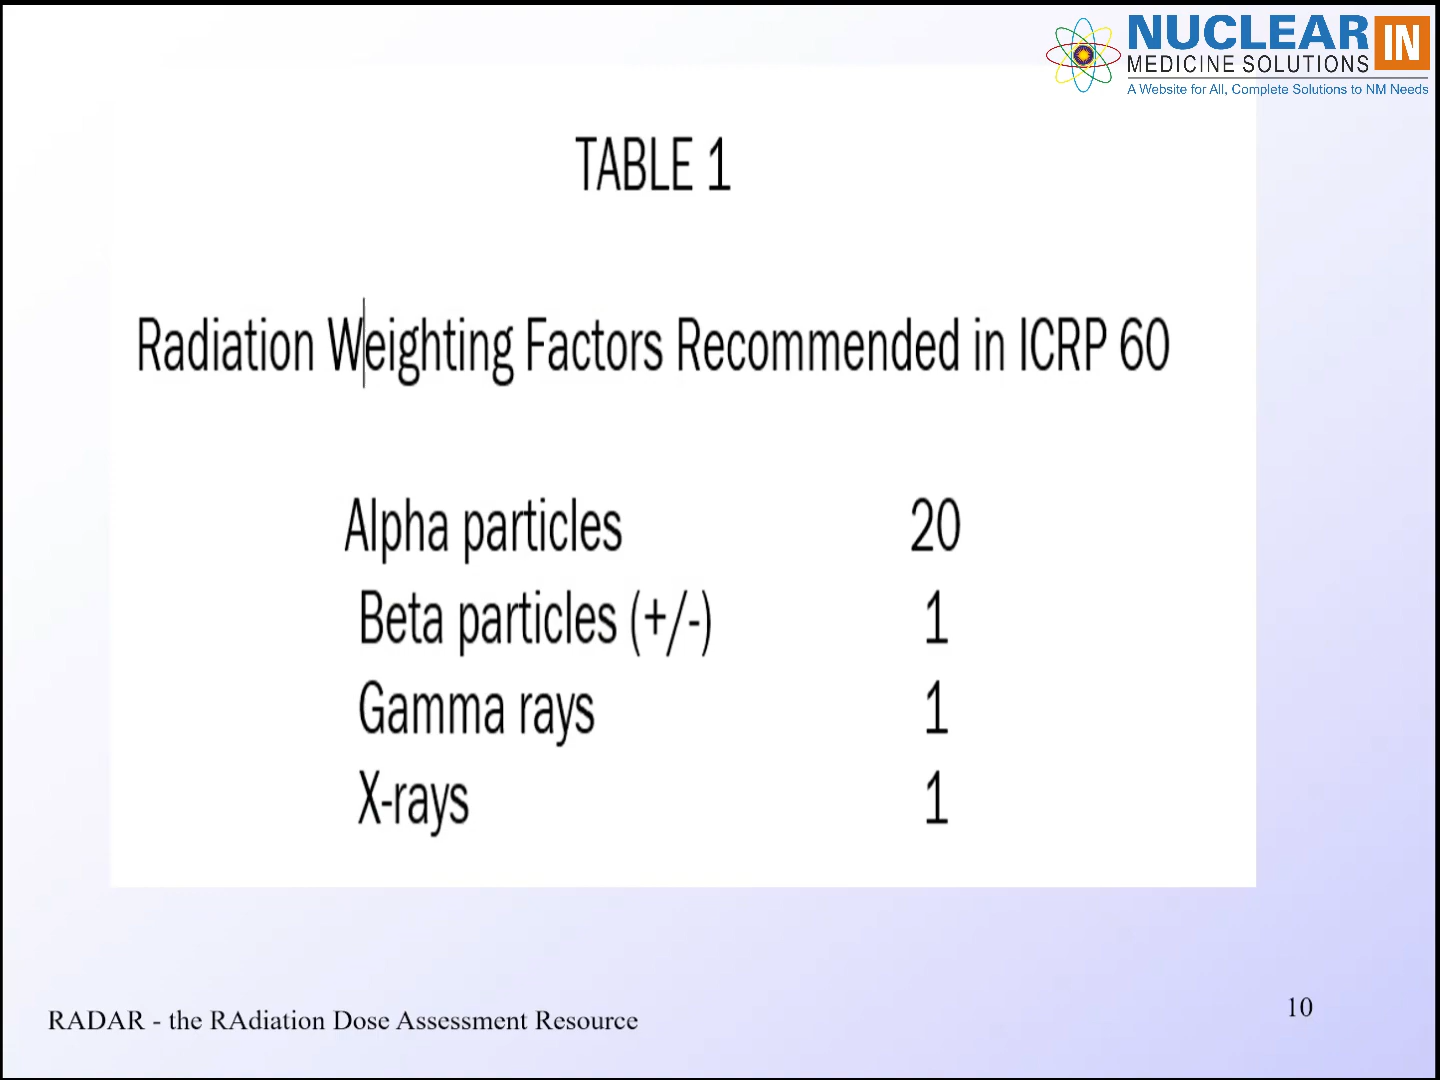 NUCLEAR IN
MEDICINE SOLUTIONS
A Website for All, Complete Solutions to NM Needs
TABLE 1
Radiation Weighting Factors Recommended in ICRP 60
Alpha particles 20
Beta particles (+/-) 1
Gamma rays 1
X-rays 1
RADAR - the RAdiation Dose Assessment Resource
10